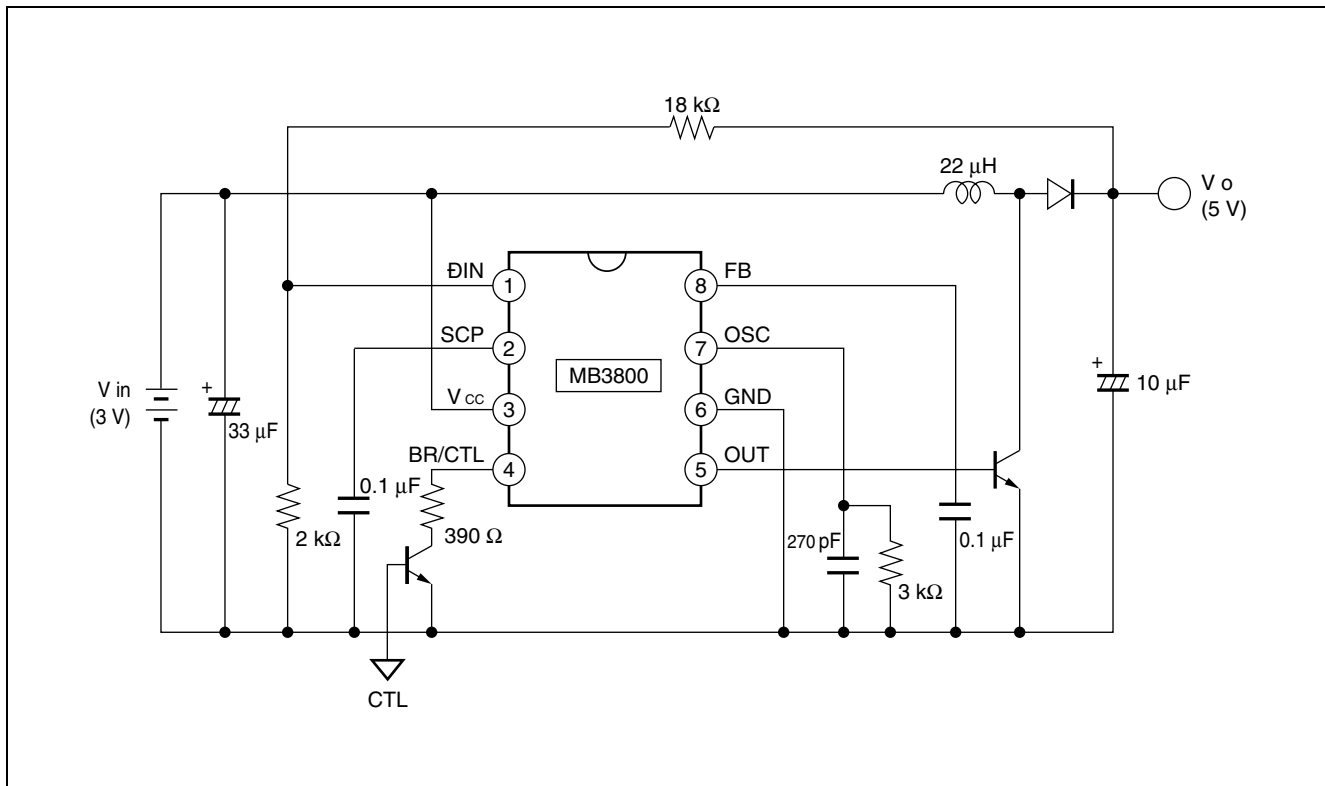 18 kΩ
22 μH
V o
(5 V)
ĐIN
1
8
FB
SCP
2
7
OSC
MB3800
V CC
3
6
GND
BR/CTL
4
5
OUT
V in
(3 V)
+
33 μF
+
10 μF
2 kΩ
0.1 μF
390 Ω
270 pF
3 kΩ
0.1 μF
CTL